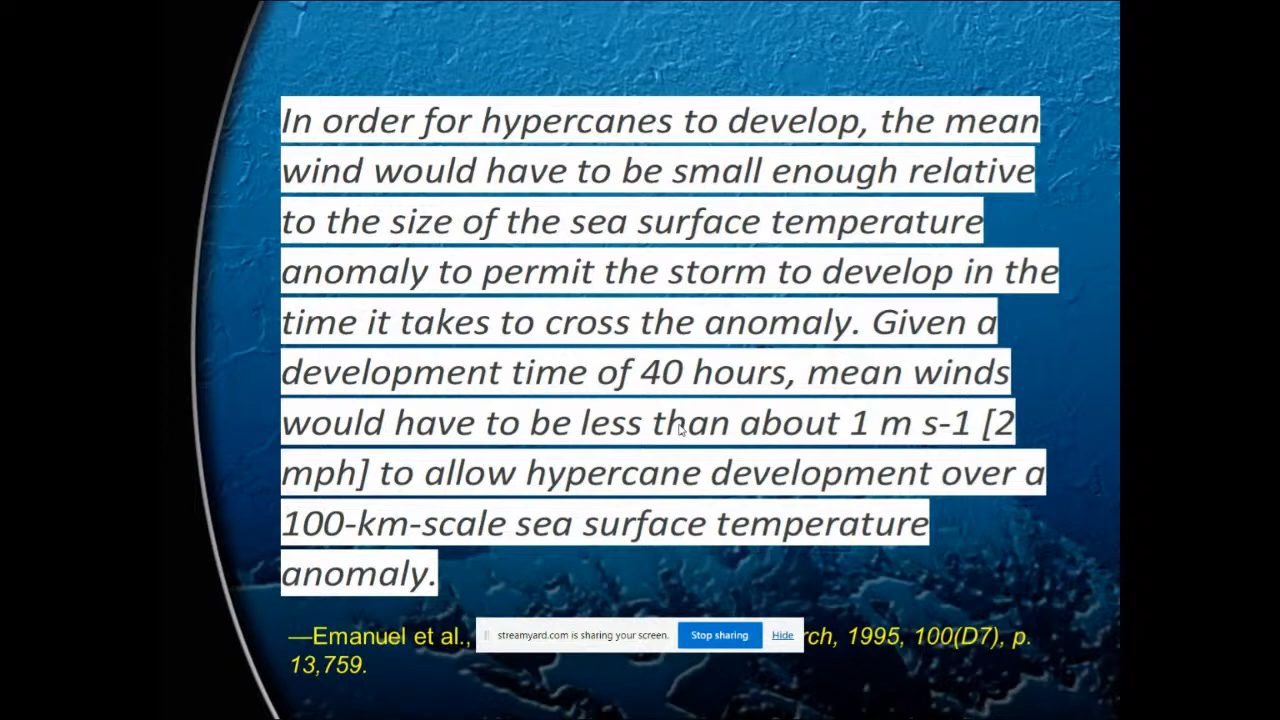 In order for hypercanes to develop, the mean
wind would have to be small enough relative
to the size of the sea surface temperature
anomaly to permit the storm to develop in the
time it takes to cross the anomaly. Given a
development time of 40 hours, mean winds
would have to be less than about 1 m s-1 [2
mph] to allow hypercane development over a
100-km-scale sea surface temperature
anomaly.
—Emanuel et al., rch, 1995, 100(D7), p.
streamyard.com is sharing your screen. Stop sharing Hide
13,759.